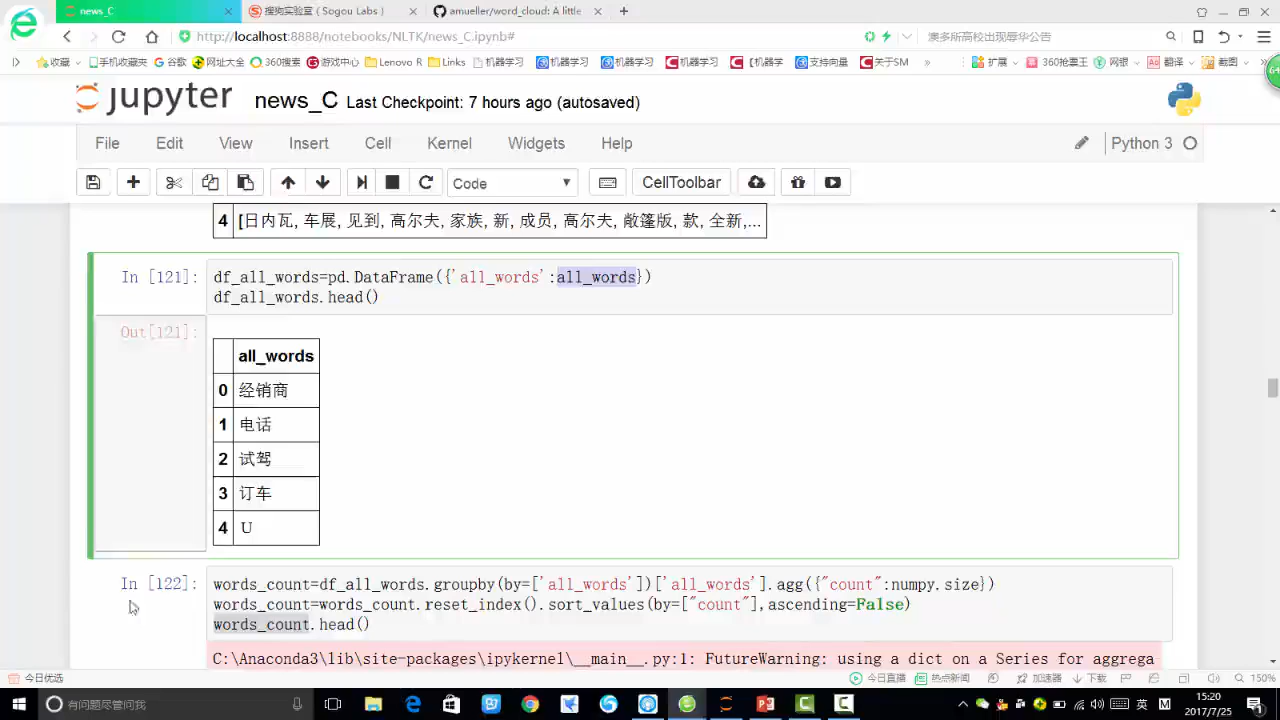 news_C
搜狗实验室 ( Sogou Labs )
amueller/word_cloud: A little
http://localhost:8888/notebooks/NLTK/news_C.ipynb#
澳多所高校出现辱华公告
收藏
手机收藏夹
谷歌
网址大全
360搜索
游戏中心
Lenovo R
Links
机器学习
机器学习
机器学习
机器学习
【机器学
支持向量
关于SM
扩展
360抢票王
网银
翻译
截图
jupyter
news_C Last Checkpoint: 7 hours ago (autosaved)
File Edit View Insert Cell Kernel Widgets Help
Python 3
Code
CellToolbar
4 [日内瓦, 车展, 见到, 高尔夫, 家族, 新, 成员, 高尔夫, 敞篷版, 款, 全新,...
In [121]: df_all_words=pd.DataFrame({'all_words':all_words})
df_all_words.head()
Out[121]:
all_words
0 经销商
1 电话
2 试驾
3 订车
4 U
In [122]: words_count=df_all_words.groupby(by=['all_words'])['all_words'].agg({"count":numpy.size})
words_count=words_count.reset_index().sort_values(by=["count"],ascending=False)
words_count.head()
C:\Anaconda3\lib\site-packages\ipykernel\__main__.py:1: FutureWarning: using a dict on a Series for aggrega
今日优选
今日直播
热点新闻
加速器
下载
150%
有问题尽管问我
英
15:20
2017/7/25